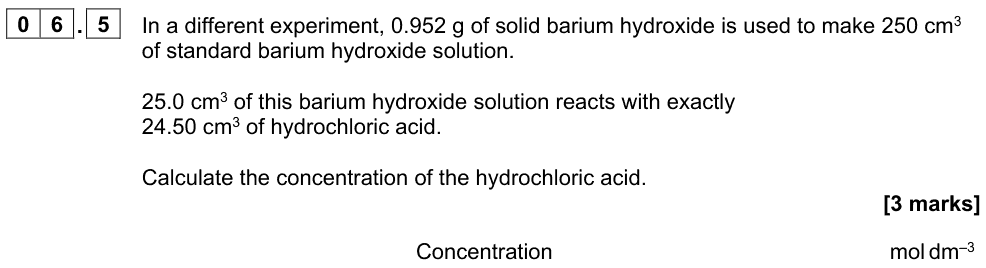 0 6 . 5 In a different experiment, 0.952 g of solid barium hydroxide is used to make 250 cm³
of standard barium hydroxide solution.
25.0 cm³ of this barium hydroxide solution reacts with exactly
24.50 cm³ of hydrochloric acid.
Calculate the concentration of the hydrochloric acid.
[3 marks]
Concentration mol dm⁻³